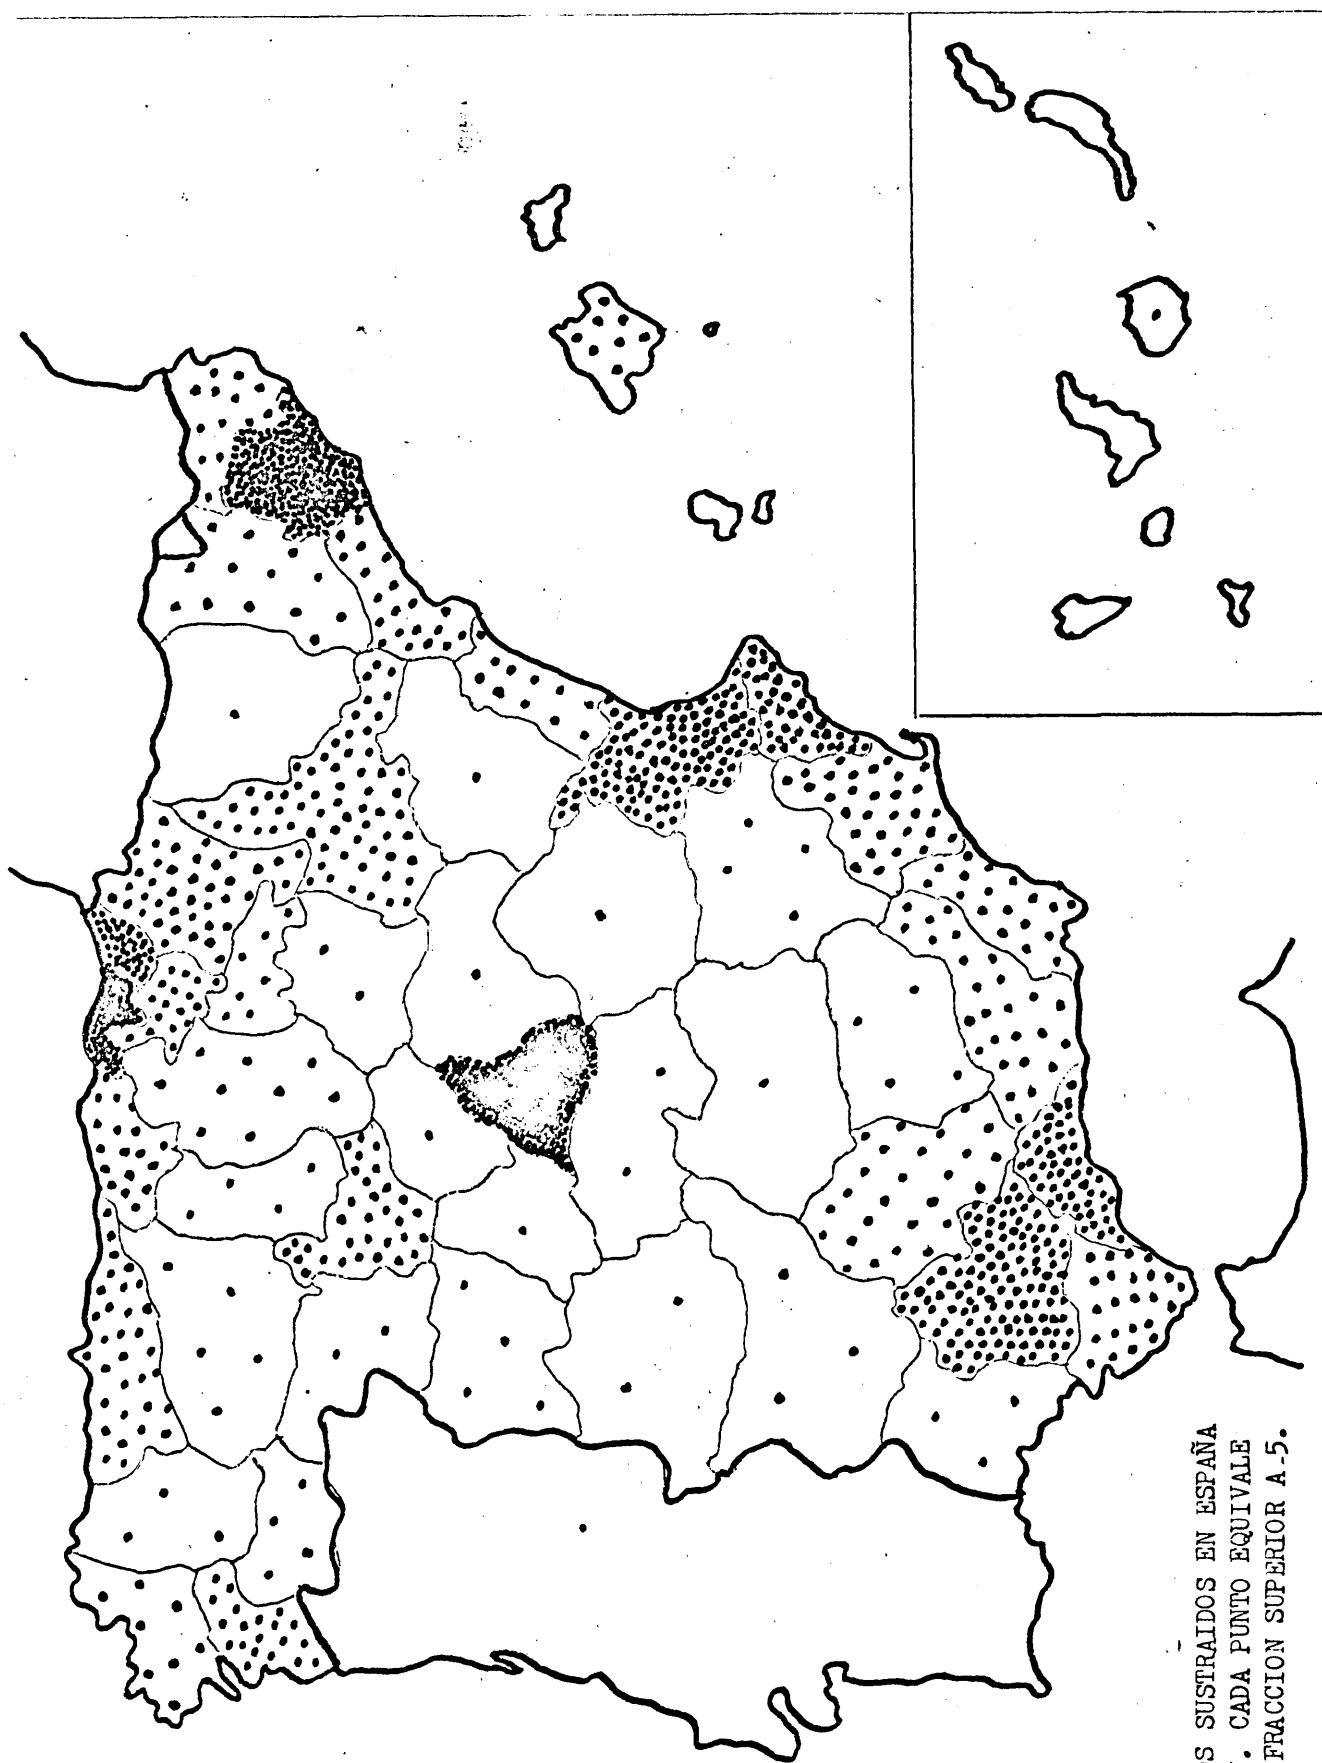 SUSTRAIDOS EN ESPAÑA
. CADA PUNTO EQUIVALE
FRACCION SUPERIOR A 5.